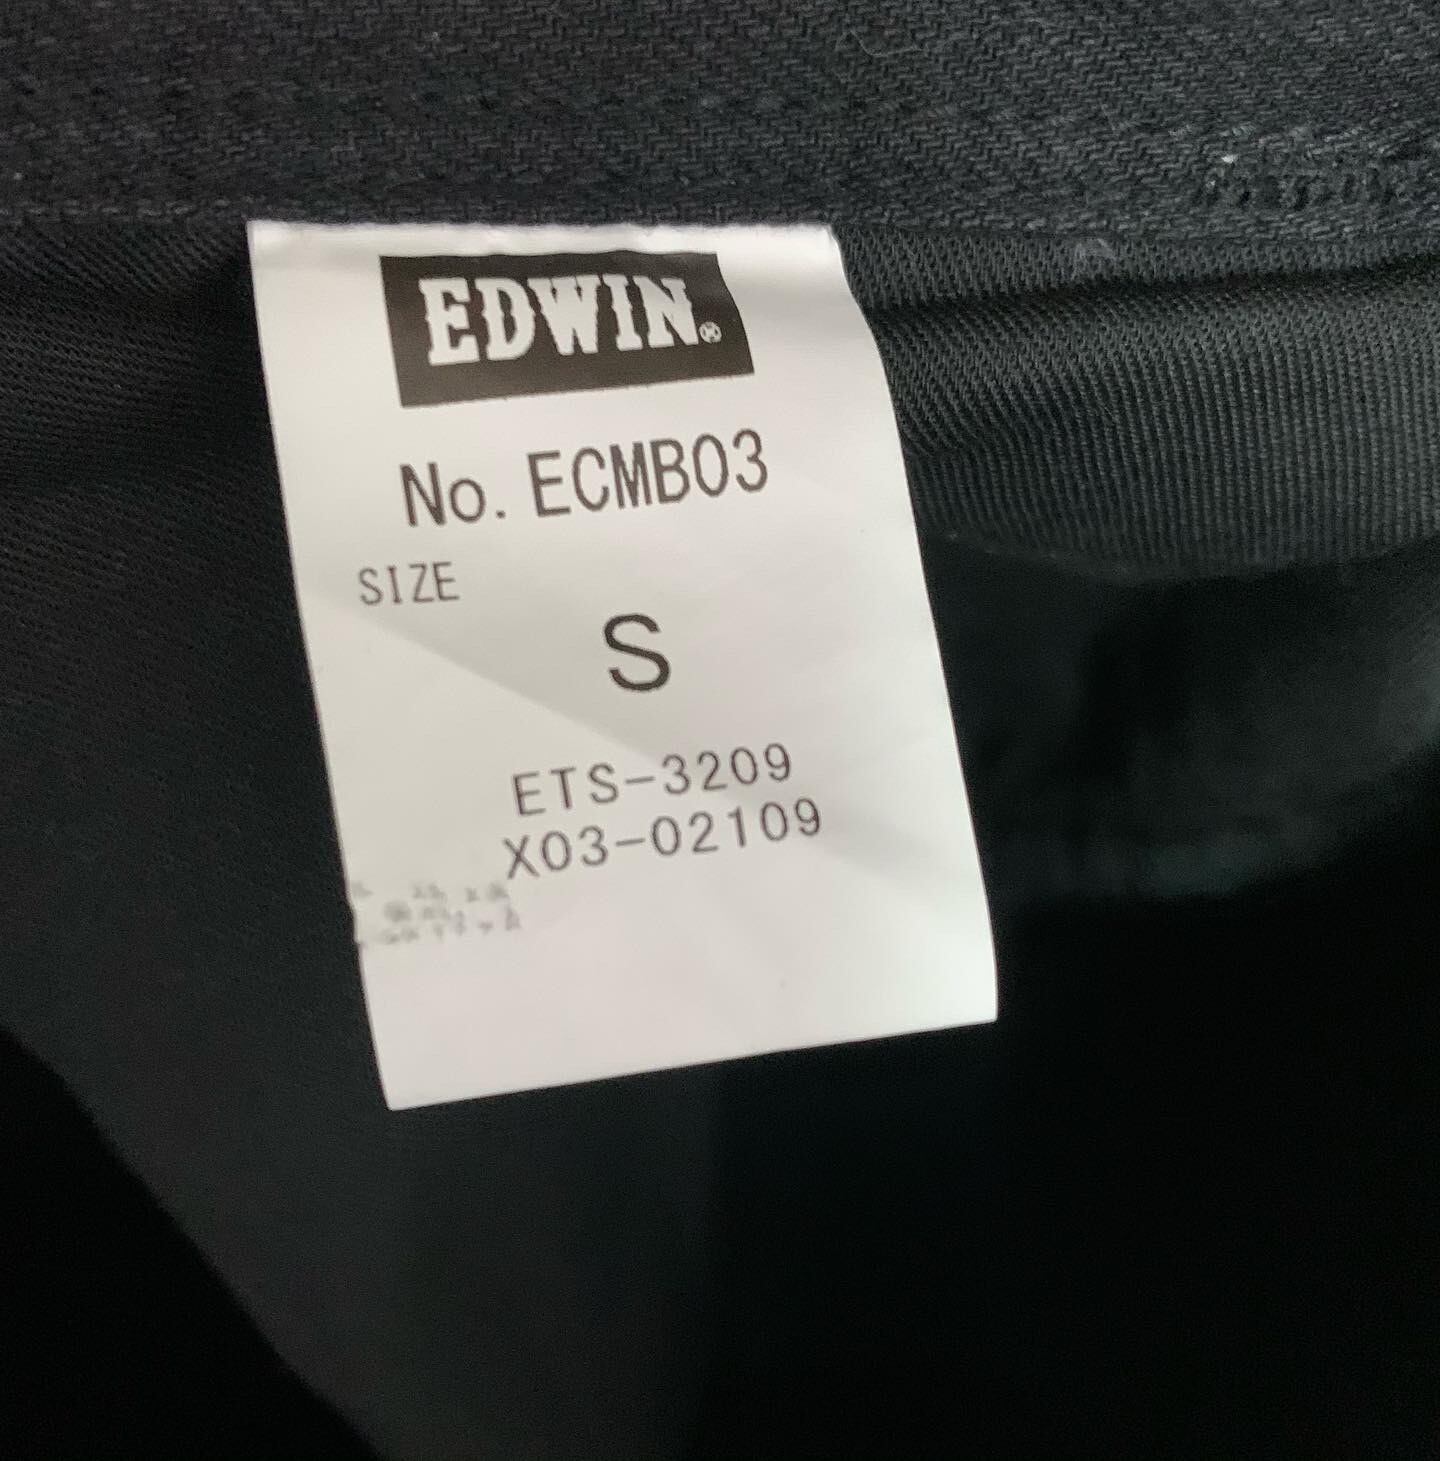 EDWIN®
No. ECMB03
SIZE
S
ETS-3209
X03-02109